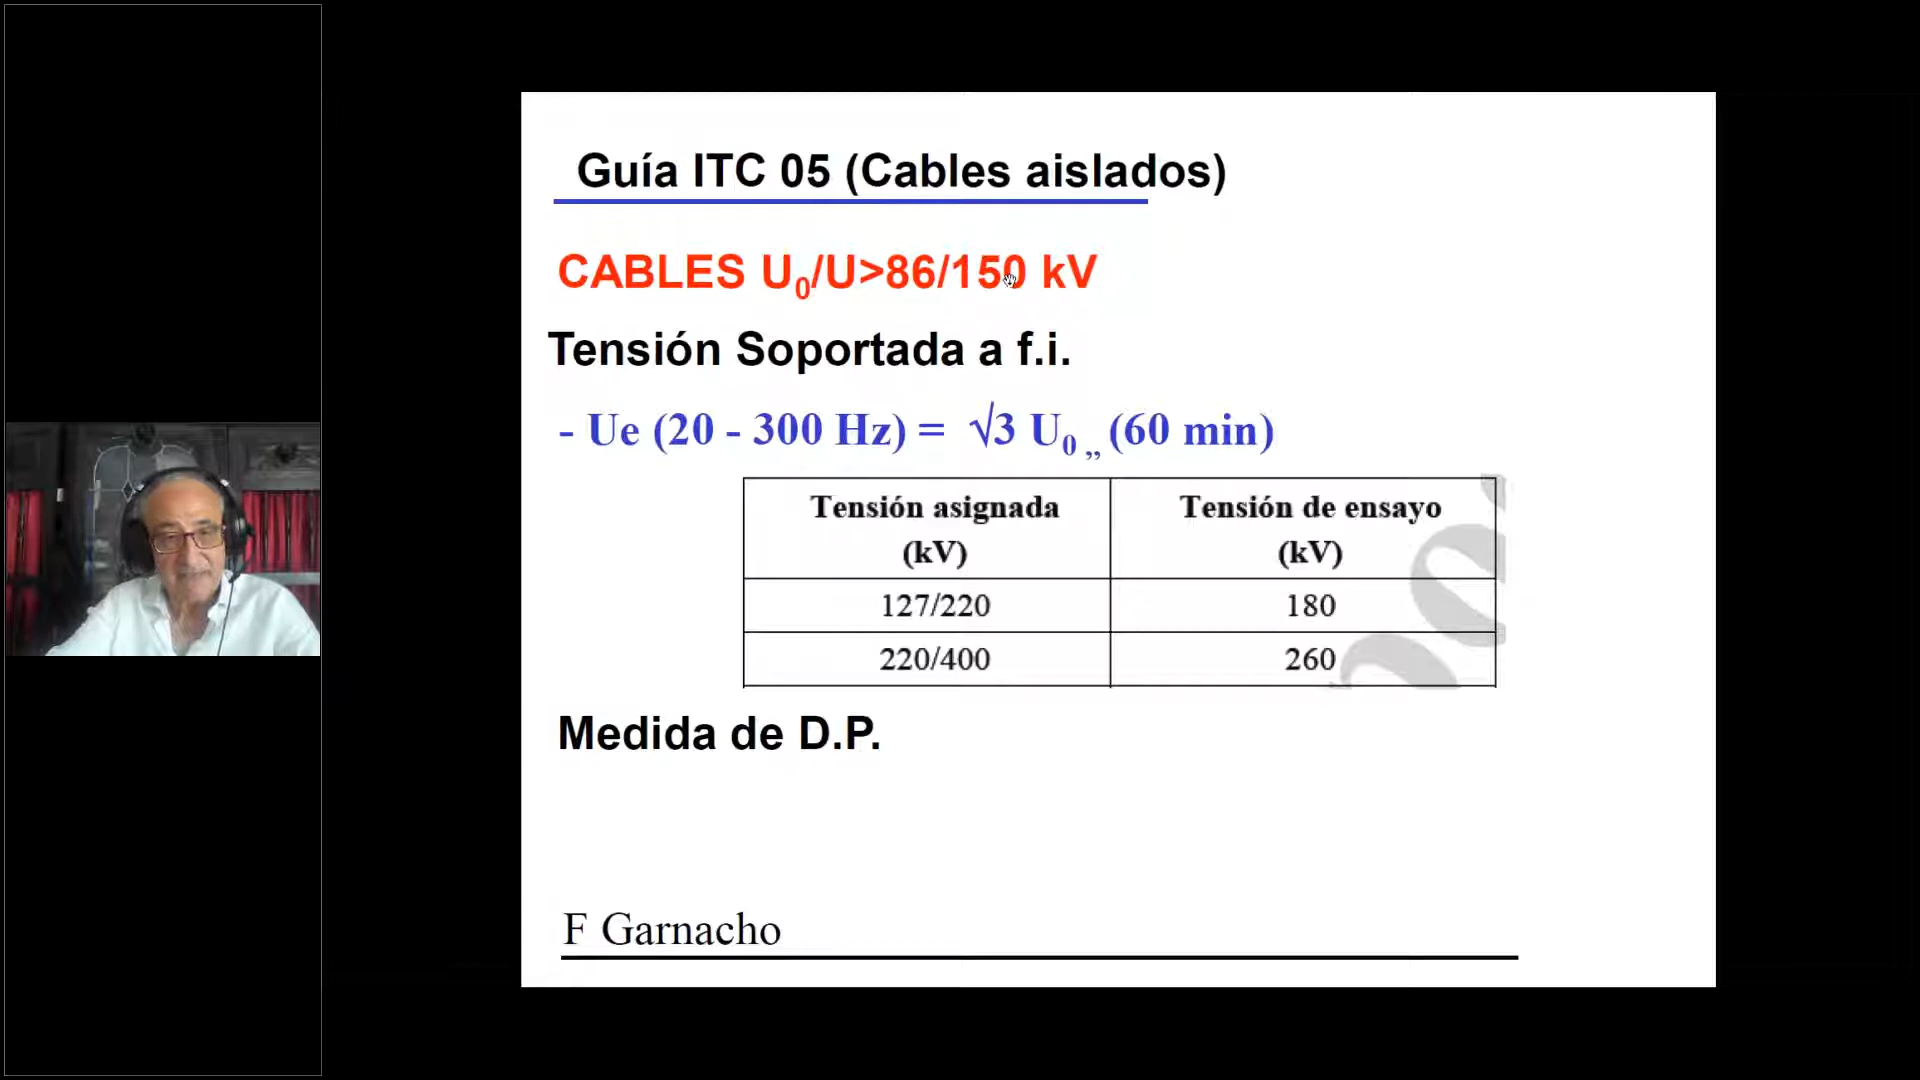 Guía ITC 05 (Cables aislados)
CABLES U₀/U>86/150 kV
Tensión Soportada a f.i.
- Ue (20 - 300 Hz) = √3 U₀ ,, (60 min)
Tensión asignada (kV) Tensión de ensayo (kV)
127/220 180
220/400 260
Medida de D.P.
F Garnacho